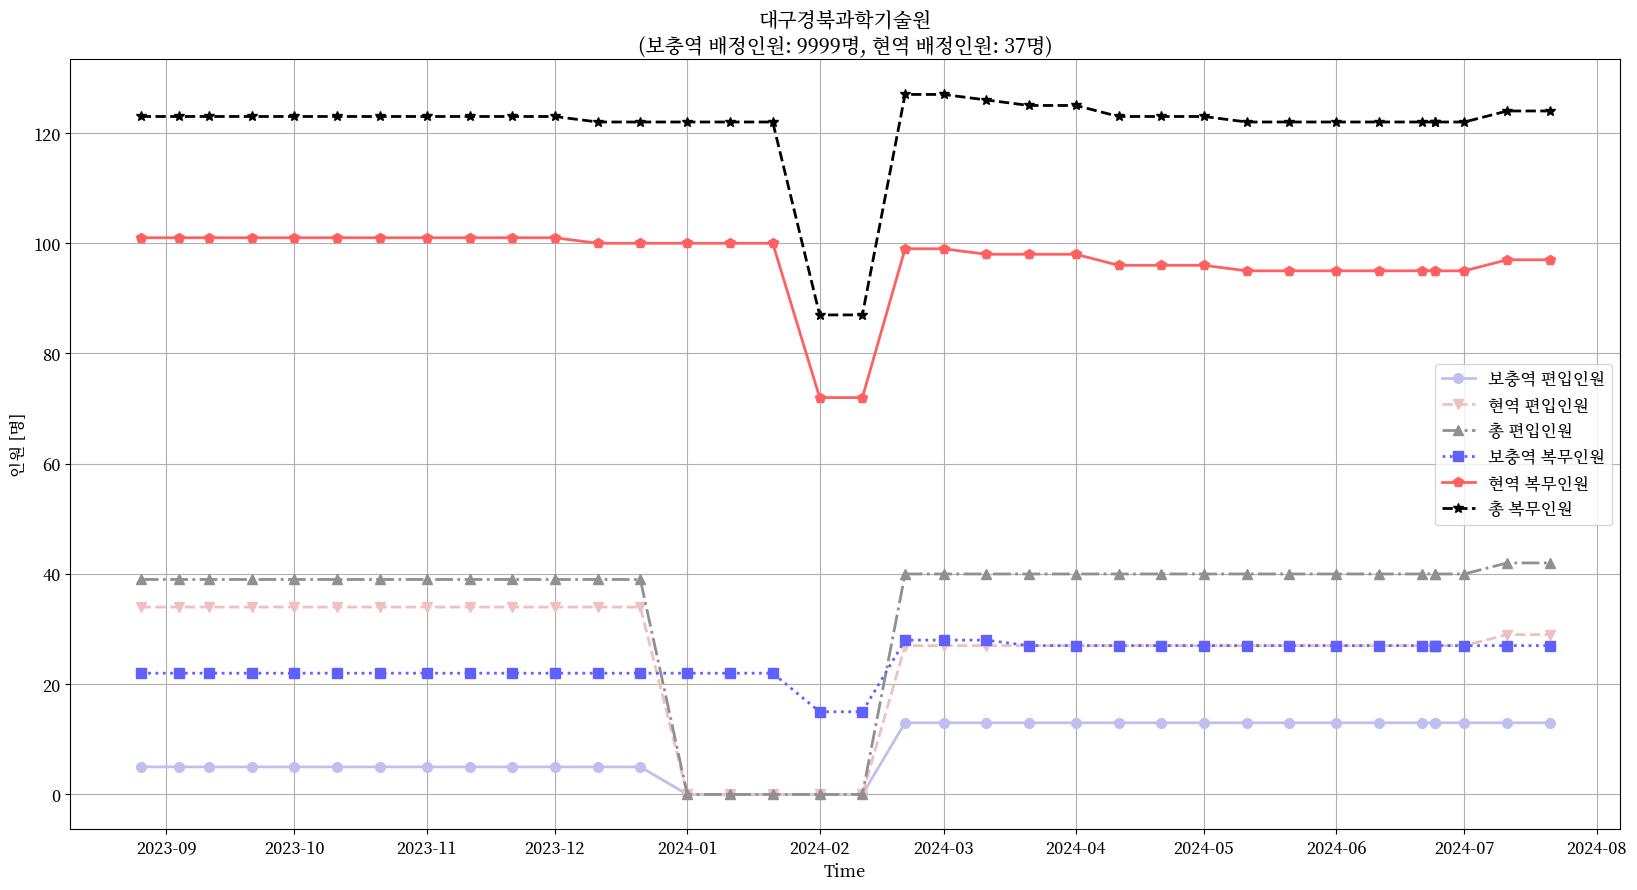 대구경북과학기술원
(보충역 배정인원: 9999명, 현역 배정인원: 37명)
120
100
80
60
40
20
0
인원 [명]
보충역 편입인원
현역 편입인원
총 편입인원
보충역 복무인원
현역 복무인원
총 복무인원
2023-09 2023-10 2023-11 2023-12 2024-01 2024-02 2024-03 2024-04 2024-05 2024-06 2024-07 2024-08
Time